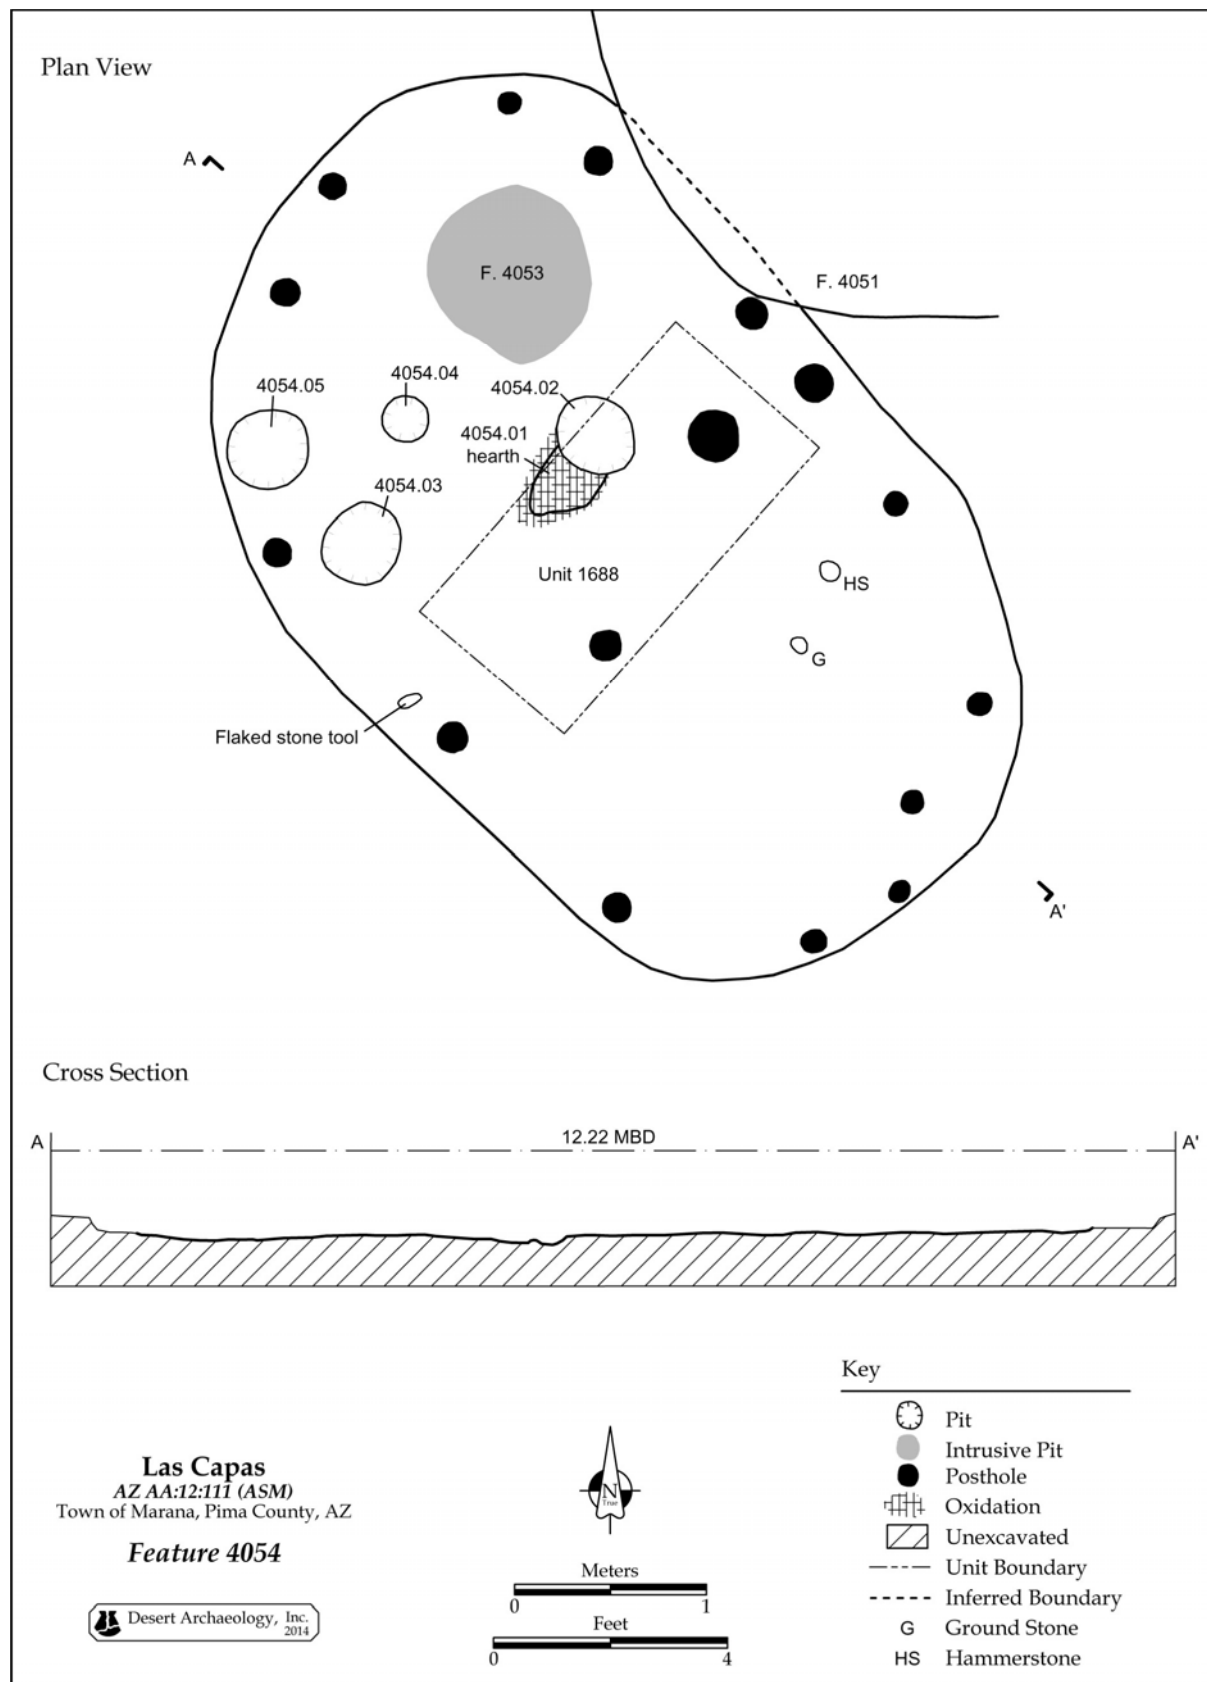 Plan View
A
F. 4053
F. 4051
4054.05
4054.04
4054.02
4054.01
hearth
4054.03
Unit 1688
HS
G
Flaked stone tool
A'
Cross Section
A
12.22 MBD
A'
Key
Pit
Intrusive Pit
Posthole
Oxidation
Unexcavated
Unit Boundary
Inferred Boundary
G Ground Stone
HS Hammerstone
Las Capas
AZ AA:12:111 (ASM)
Town of Marana, Pima County, AZ
Feature 4054
Desert Archaeology, Inc.
2014
N
True
Meters
0 1
Feet
0 4